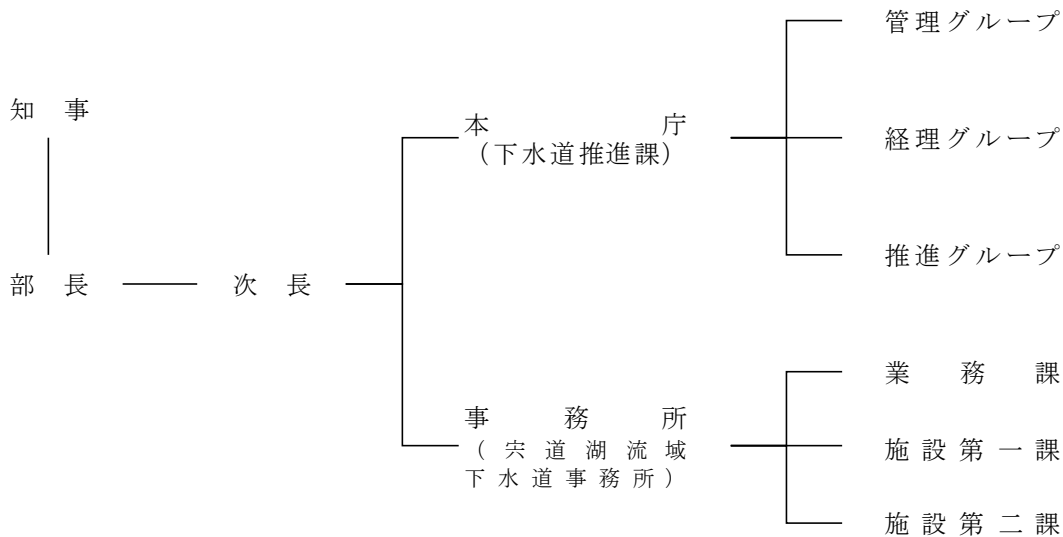 知事
部長
次長
本庁
(下水道推進課)
管理グループ
経理グループ
推進グループ
事務所
(宍道湖流域
下水道事務所)
業務課
施設第一課
施設第二課